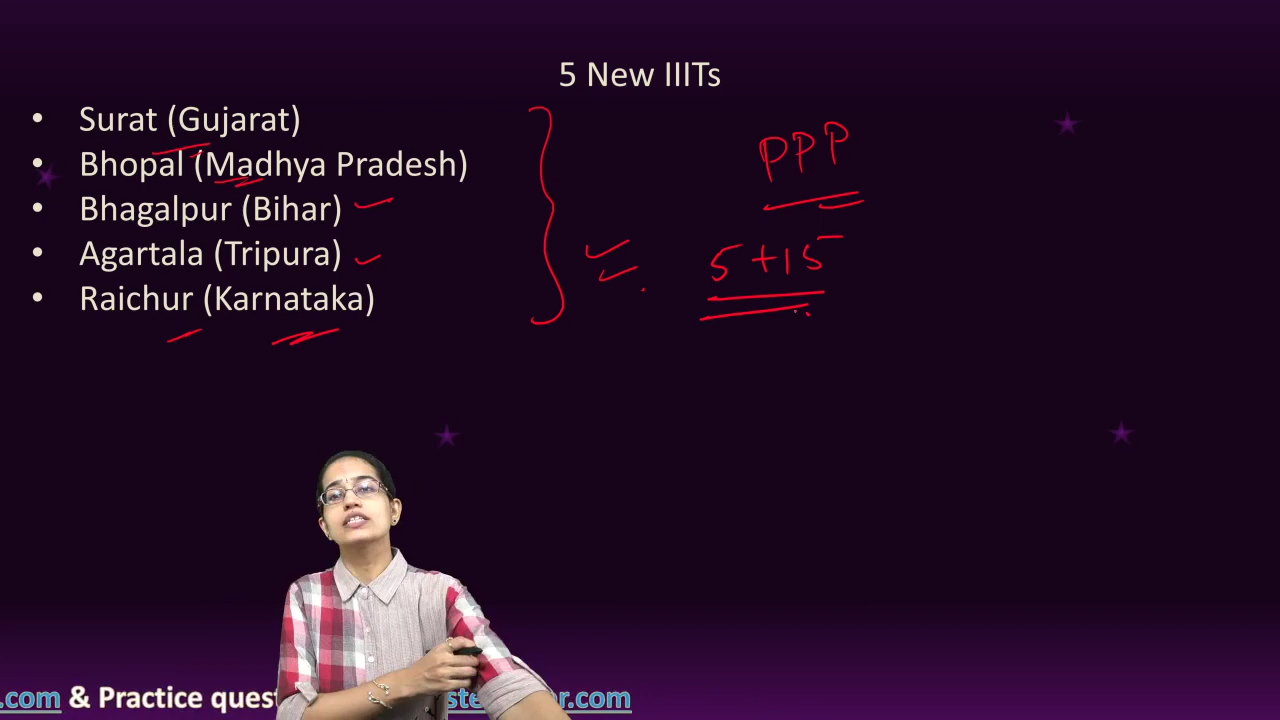 5 New IIITs
• Surat (Gujarat)
• Bhopal (Madhya Pradesh)
• Bhagalpur (Bihar)
• Agartala (Tripura)
• Raichur (Karnataka)
PPP
5+15
.com & Practice quest
or.com